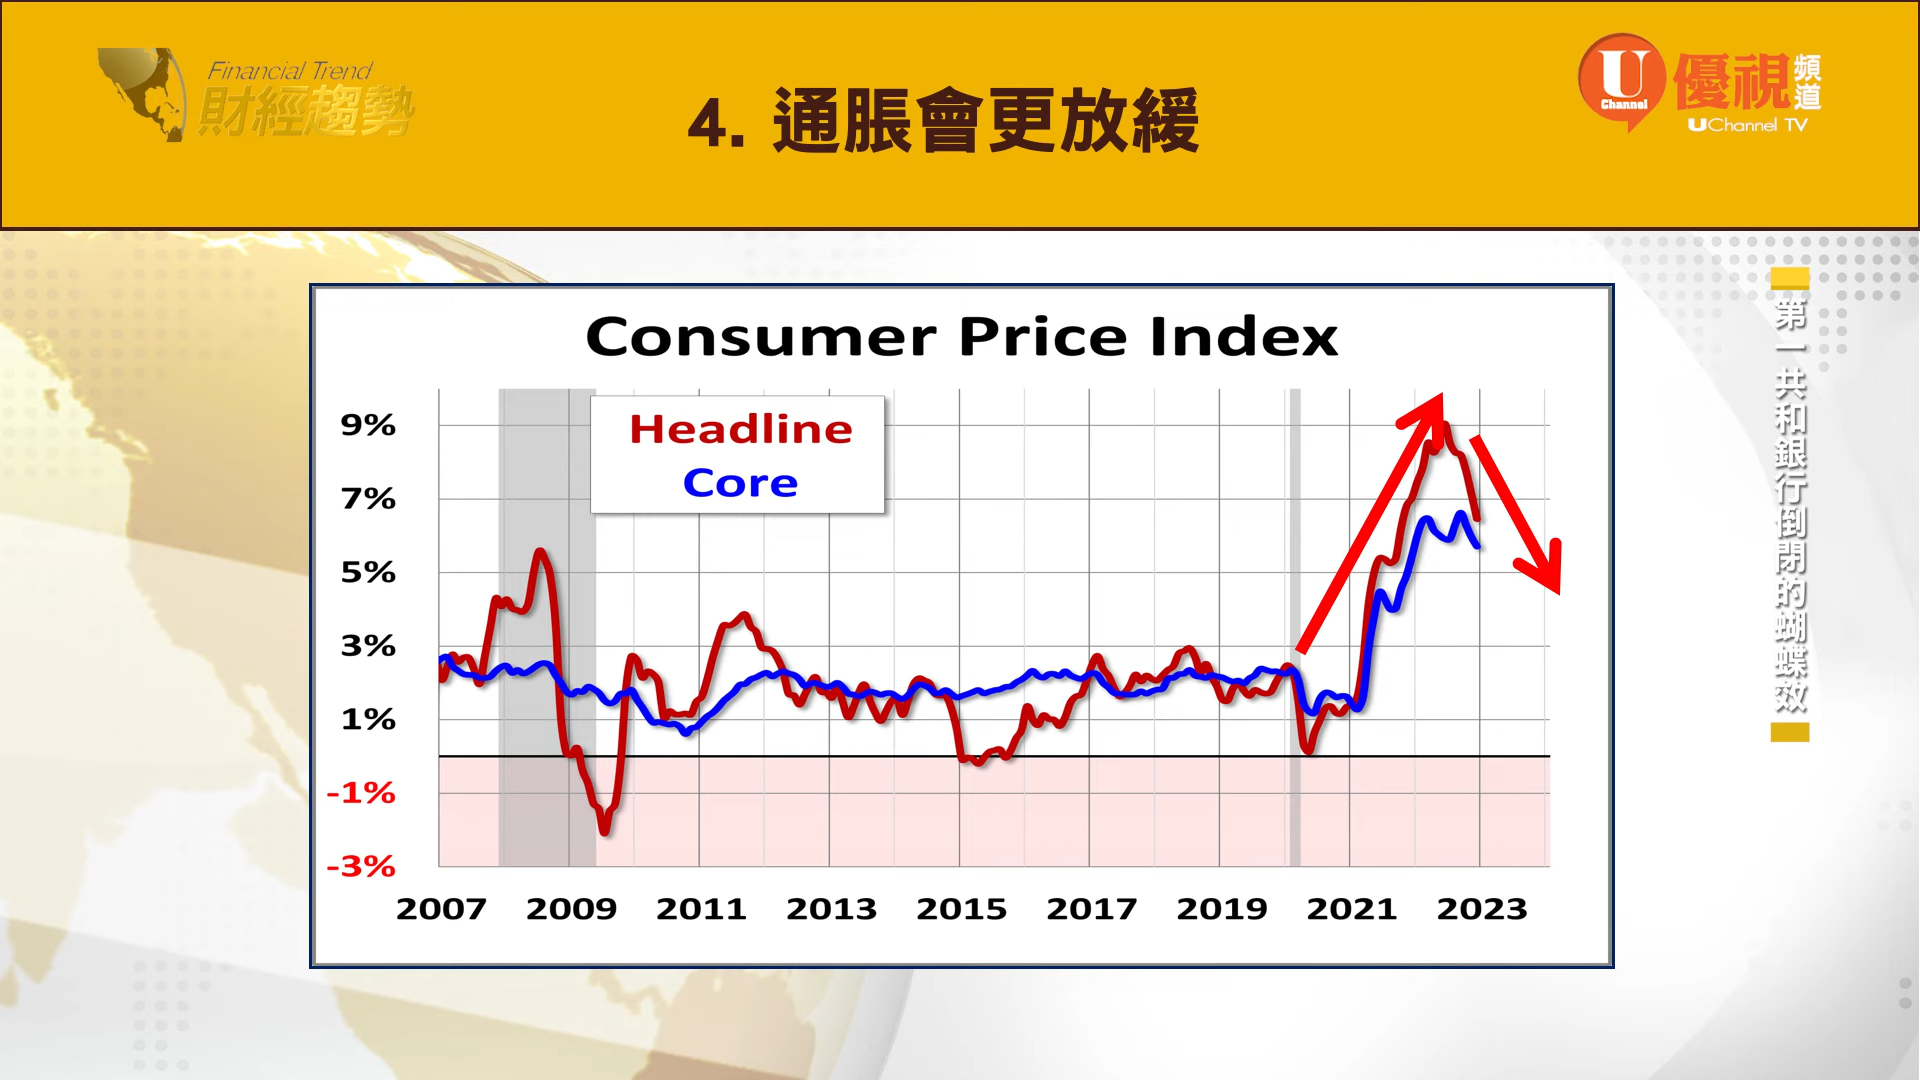 Financial Trend
財經趨勢
4. 通脹會更放緩
U
Channel
優視
頻道
UChannel TV
Consumer Price Index
Headline
Core
9%
7%
5%
3%
1%
-1%
-3%
2007 2009 2011 2013 2015 2017 2019 2021 2023
第一共和銀行倒閉的蝴蝶效